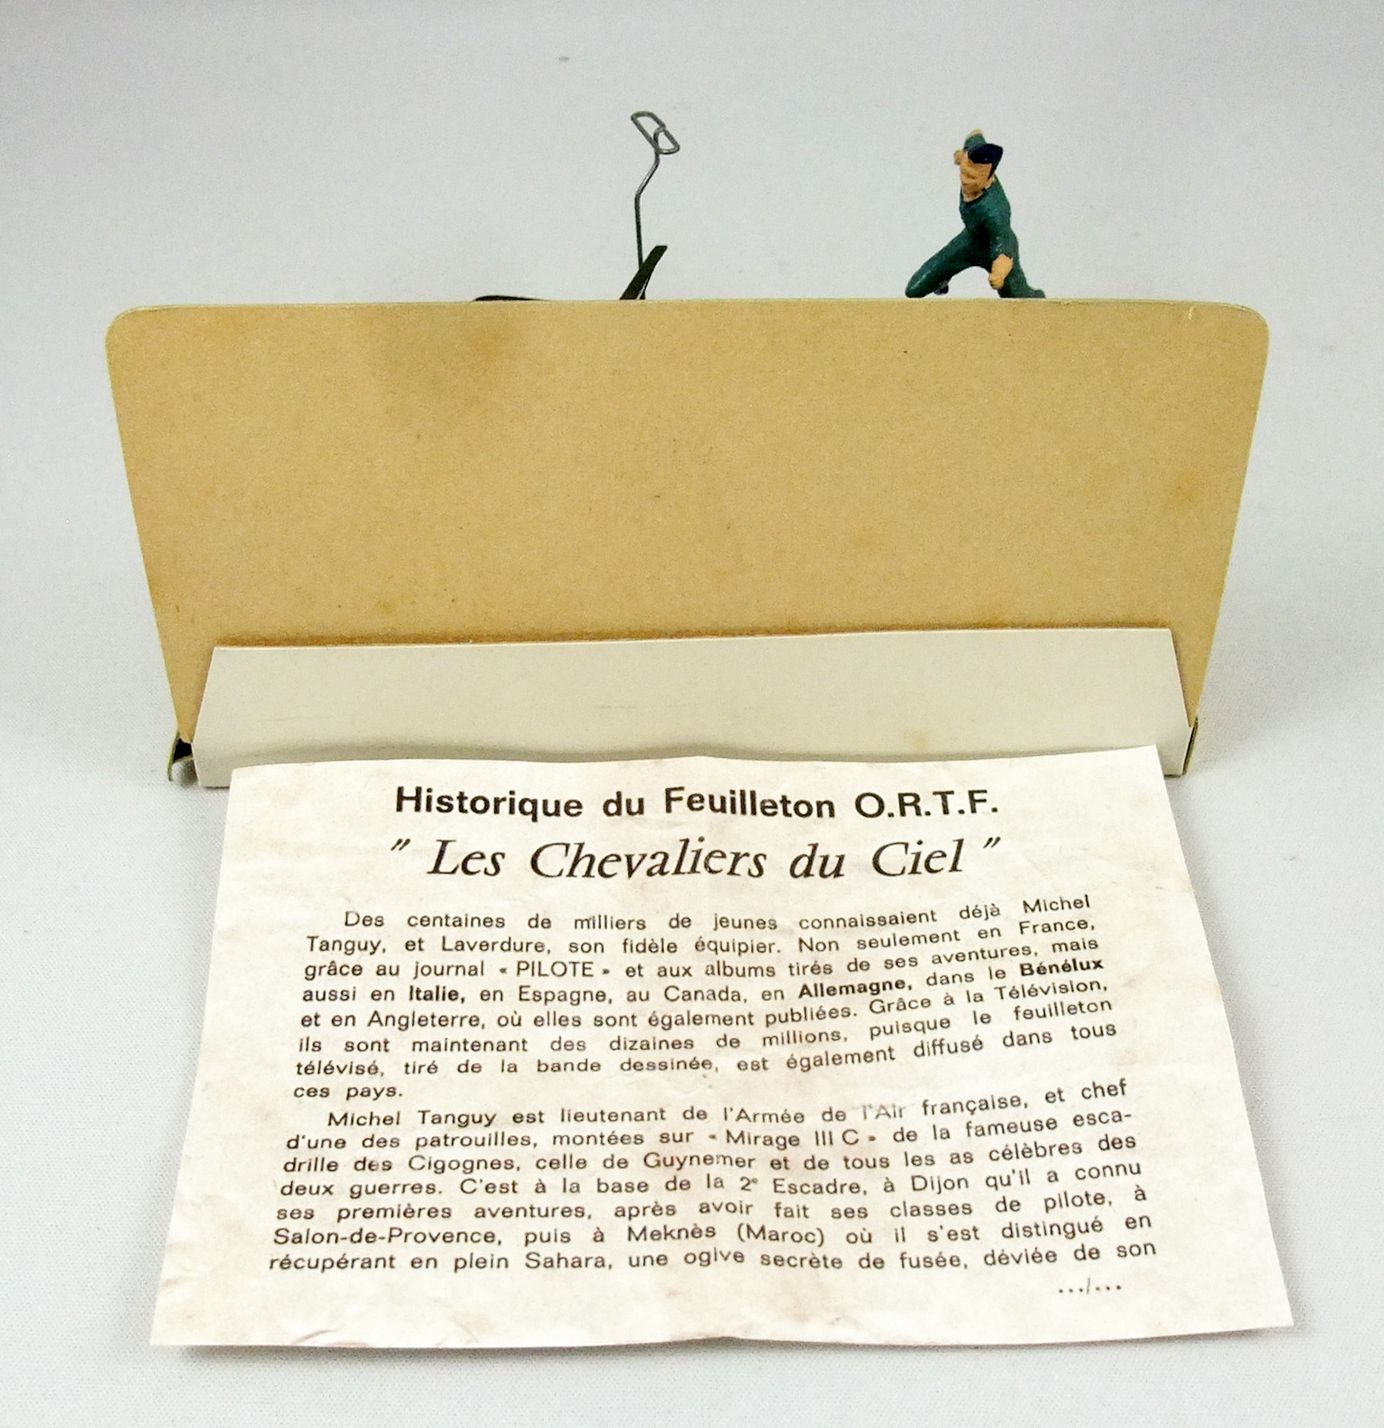 Historique du Feuilleton O.R.T.F.
" Les Chevaliers du Ciel "
Des centaines de milliers de jeunes connaissaient déjà Michel
Tanguy, et Laverdure, son fidèle équipier. Non seulement en France,
grâce au journal « PILOTE » et aux albums tirés de ses aventures, mais
aussi en Italie, en Espagne, au Canada, en Allemagne, dans le Bénélux
et en Angleterre, où elles sont également publiées. Grâce à la Télévision,
ils sont maintenant des dizaines de millions, puisque le feuilleton
télévisé, tiré de la bande dessinée, est également diffusé dans tous
ces pays.
Michel Tanguy est lieutenant de l'Armée de l'Air française, et chef
d'une des patrouilles, montées sur « Mirage III C » de la fameuse esca-
drille des Cigognes, celle de Guynemer et de tous les as célèbres des
deux guerres. C'est à la base de la 2e Escadre, à Dijon qu'il a connu
ses premières aventures, après avoir fait ses classes de pilote, à
Salon-de-Provence, puis à Meknès (Maroc) où il s'est distingué en
récupérant en plein Sahara, une ogive secrète de fusée, déviée de son
.../...